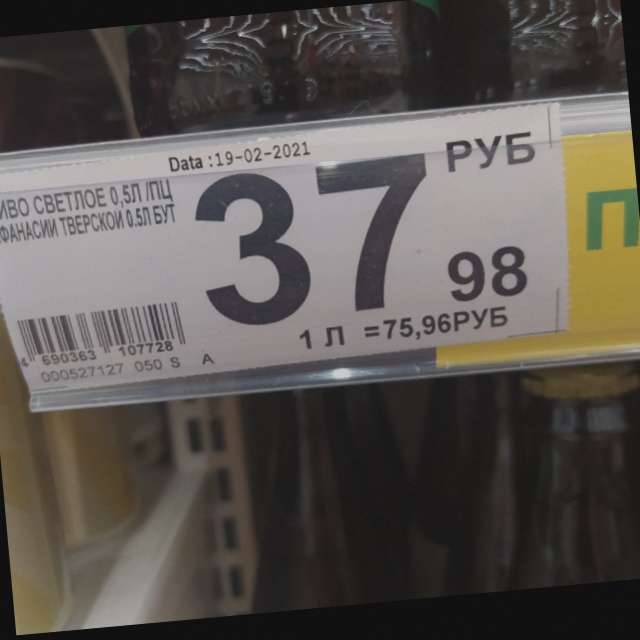 Data :19-02-2021
ИВО СВЕТЛОЕ 0,5Л /ПЦ
ФАНАСИИ ТВЕРСКОЙ 0.5Л БУТ
37 РУБ
98
1 Л =75,96РУБ
4 690363 107728
000527127 050 S A
П